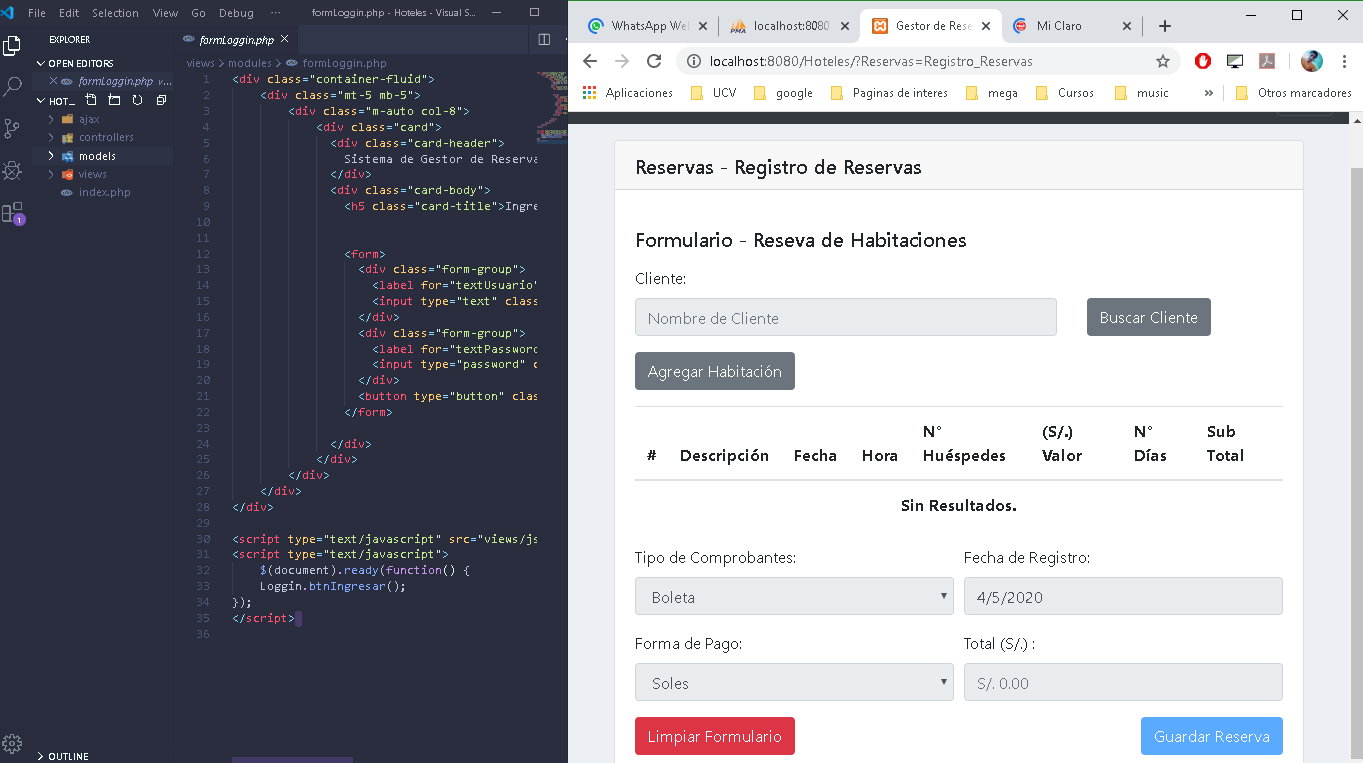 File Edit Selection View Go Debug ··· formLoggin.php - Hoteles - Visual S...
EXPLORER
OPEN EDITORS
formLoggin.php v...
HOT...
ajax
controllers
models
views
index.php
OUTLINE
1
formLoggin.php
views > modules > formLoggin.php
1 <div class="container-fluid">
2 <div class="mt-5 mb-5">
3 <div class="m-auto col-8">
4 <div class="card">
5 <div class="card-header">
6 Sistema de Gestor de Reserva
7 </div>
8 <div class="card-body">
9 <h5 class="card-title">Ingre
10
11
12 <form>
13 <div class="form-group">
14 <label for="textUsuario"
15 <input type="text" class
16 </div>
17 <div class="form-group">
18 <label for="textPassword
19 <input type="password" c
20 </div>
21 <button type="button" clas
22 </form>
23
24 </div>
25 </div>
26 </div>
27 </div>
28 </div>
29
30 <script type="text/javascript" src="views/js
31 <script type="text/javascript">
32 $(document).ready(function() {
33 Loggin.btnIngresar();
34 });
35 </script>
36
WhatsApp We localhost:8080 Gestor de Rese Mi Claro
localhost:8080/Hoteles/?Reservas=Registro_Reservas
Aplicaciones UCV google Paginas de interes mega Cursos music » Otros marcadores
Reservas - Registro de Reservas
Formulario - Reseva de Habitaciones
Cliente:
Nombre de Cliente Buscar Cliente
Agregar Habitación
# Descripción Fecha Hora N° Huéspedes (S/.) Valor N° Días Sub Total
Sin Resultados.
Tipo de Comprobantes: Fecha de Registro:
Boleta 4/5/2020
Forma de Pago: Total (S/.) :
Soles S/. 0.00
Limpiar Formulario Guardar Reserva